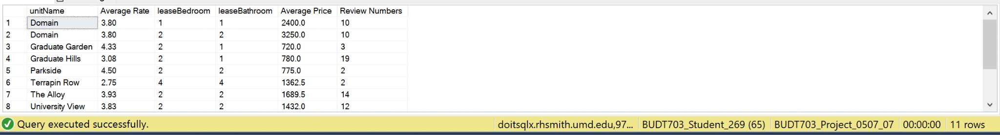 unitName Average Rate leaseBedroom leaseBathroom Average Price Review Numbers
1 Domain 3.80 1 1 2400.0 10
2 Domain 3.80 2 2 3250.0 10
3 Graduate Garden 4.33 2 1 720.0 3
4 Graduate Hills 3.08 2 1 780.0 19
5 Parkside 4.50 2 2 775.0 2
6 Terrapin Row 2.75 4 4 1362.5 2
7 The Alloy 3.93 2 2 1689.5 14
8 University View 3.83 2 2 1432.0 12
Query executed successfully. doitsqlx.rhsmith.umd.edu,97... BUDT703_Student_269 (65) BUDT703_Project_0507_07 00:00:00 11 rows